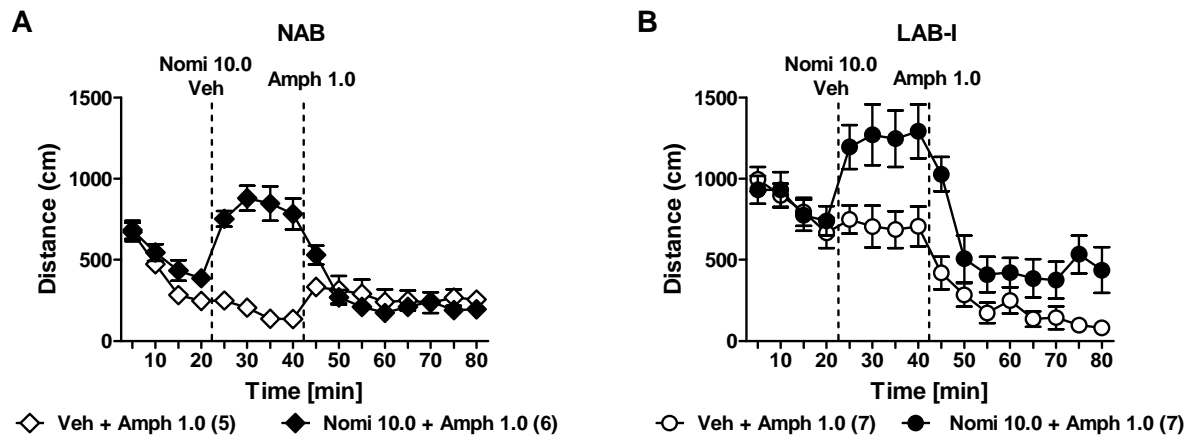 A
NAB
Nomi 10.0
Veh
Amph 1.0
Distance (cm)
1500
1000
500
0
10 20 30 40 50 60 70 80
Time [min]
Veh + Amph 1.0 (5) Nomi 10.0 + Amph 1.0 (6)
B
LAB-I
Nomi 10.0
Veh
Amph 1.0
Distance (cm)
1500
1000
500
0
10 20 30 40 50 60 70 80
Time [min]
Veh + Amph 1.0 (7) Nomi 10.0 + Amph 1.0 (7)